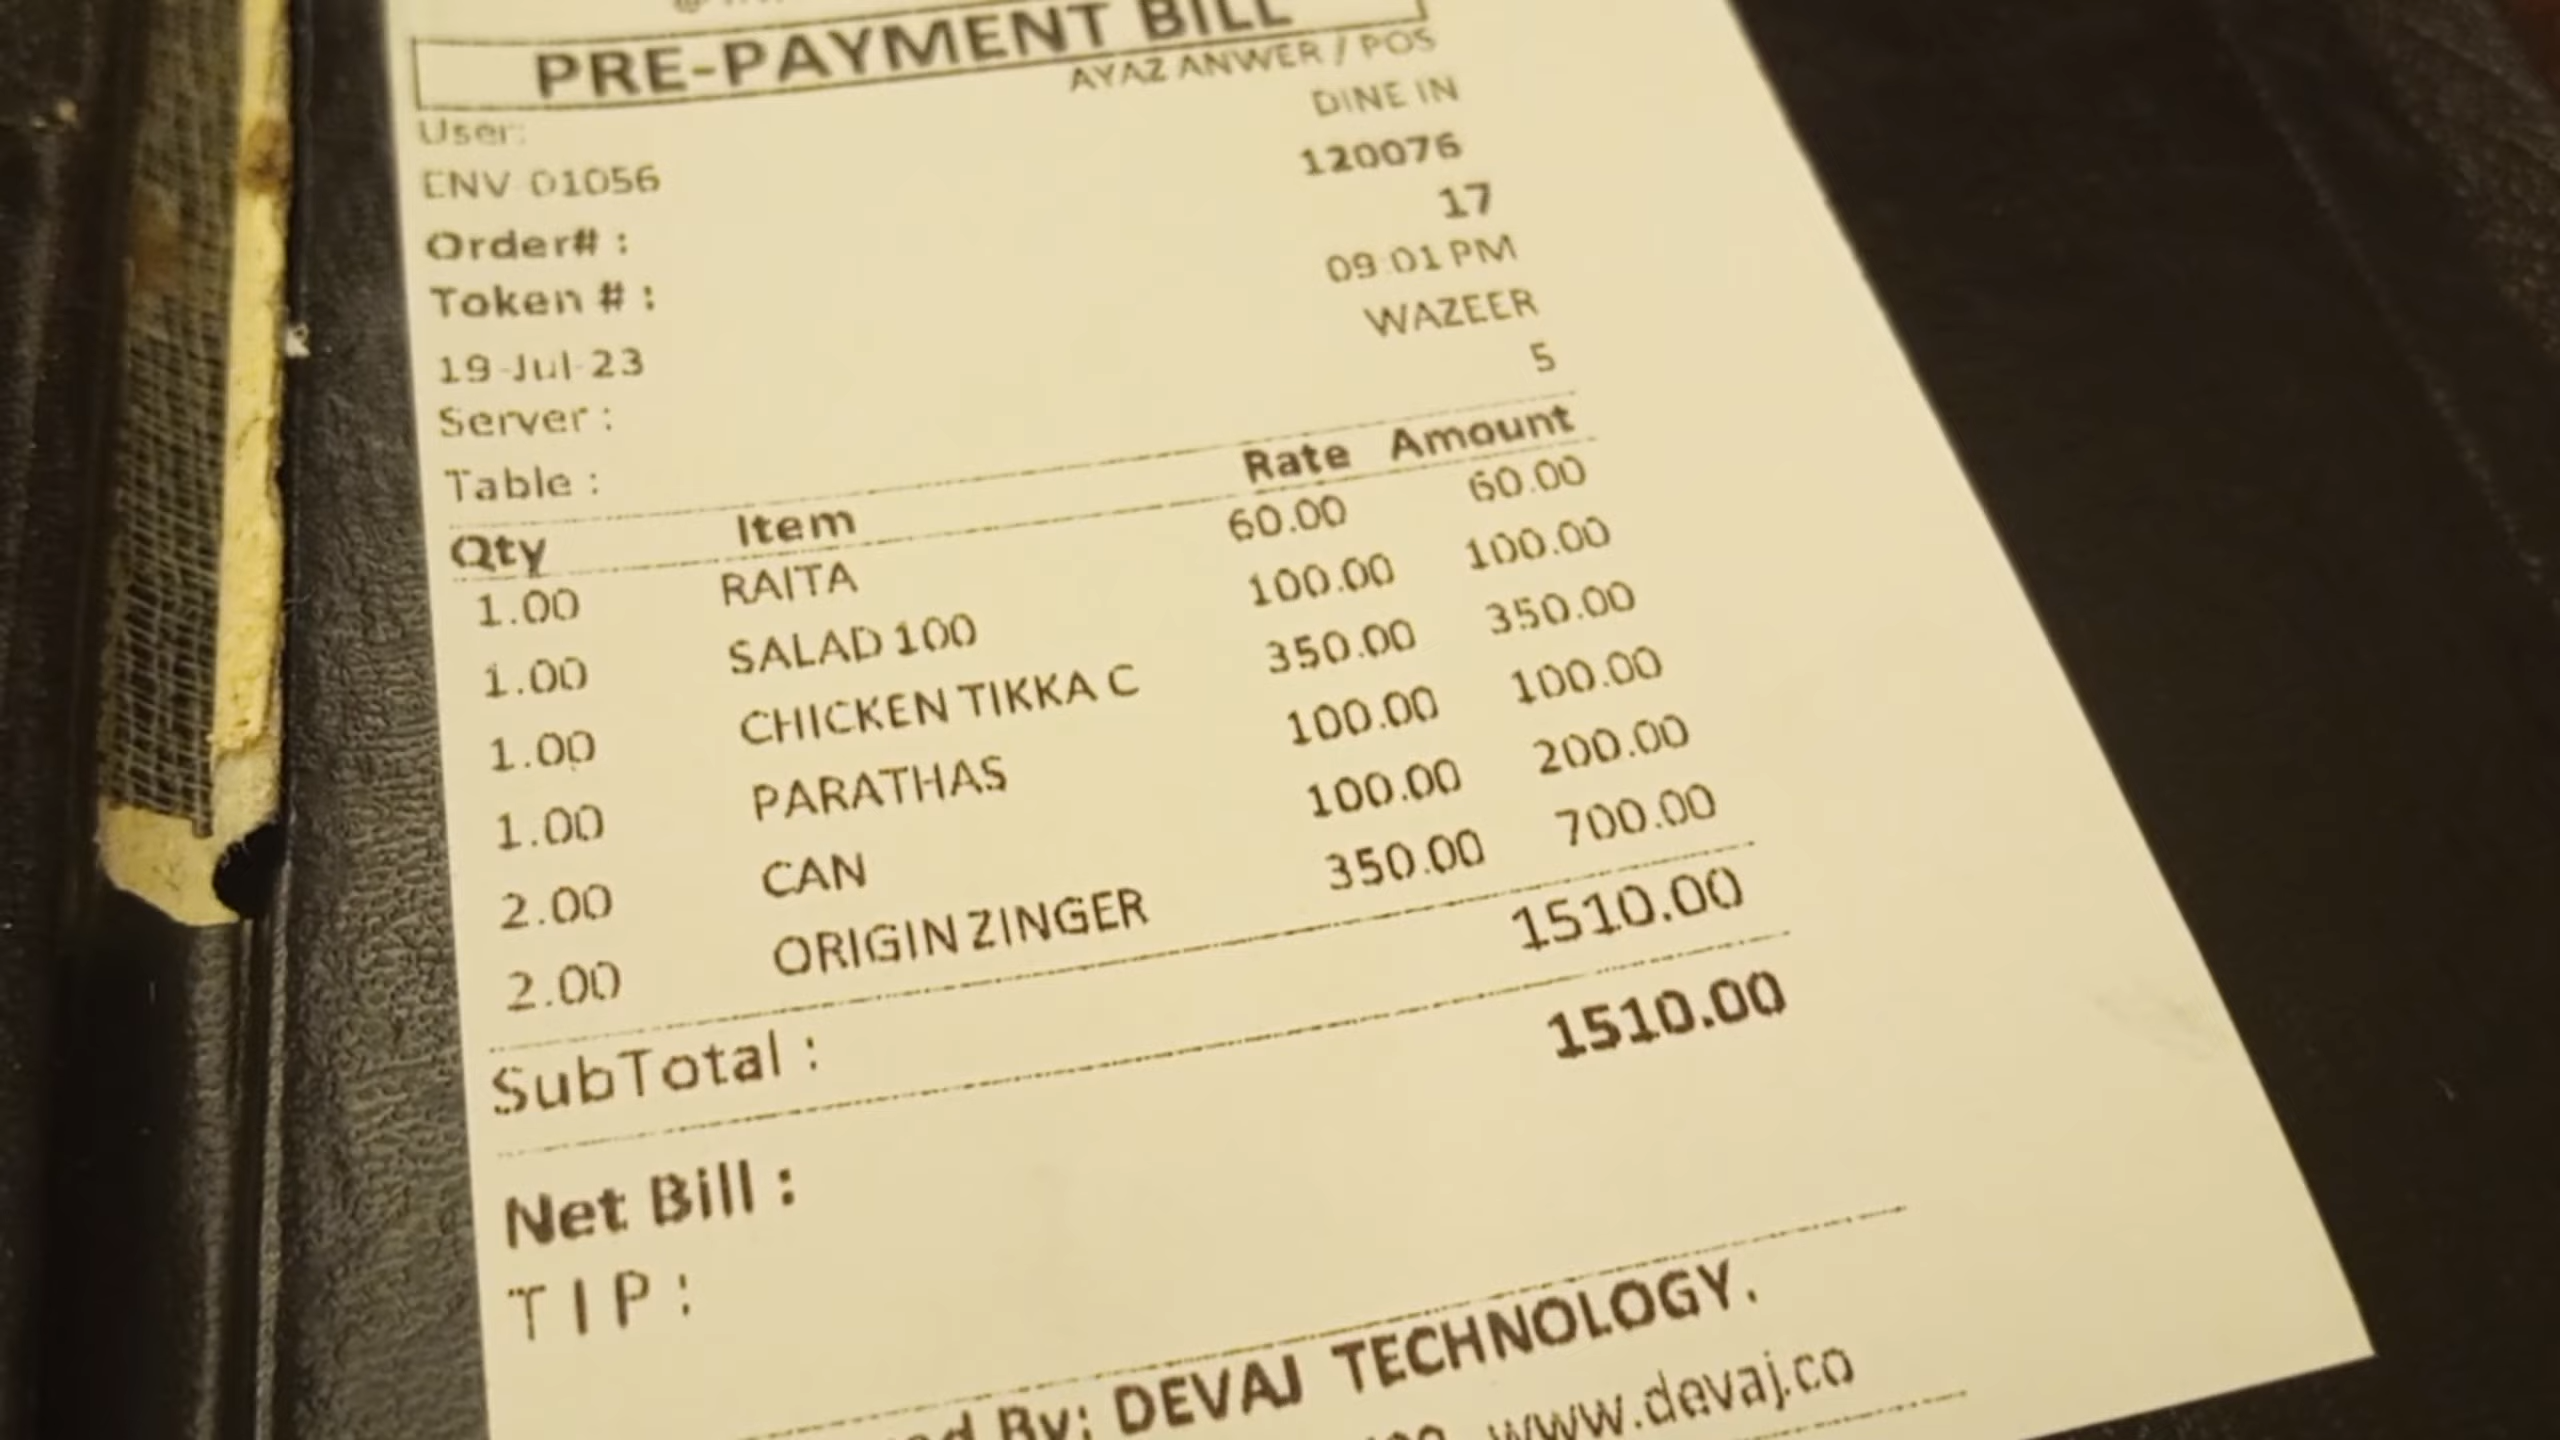 PRE-PAYMENT BILL
User: AYAZ ANWER / POS
ENV-01056 DINE IN
Order# : 120076
Token # : 17
19-Jul-23 09:01 PM
Server : WAZEER
Table : 5
Qty Item Rate Amount
1.00 RAITA 60.00 60.00
1.00 SALAD 100 100.00 100.00
1.00 CHICKEN TIKKA C 350.00 350.00
1.00 PARATHAS 100.00 100.00
2.00 CAN 100.00 200.00
2.00 ORIGIN ZINGER 350.00 700.00
SubTotal : 1510.00
Net Bill : 1510.00
T I P :
By: DEVAJ TECHNOLOGY.
www.devaj.co